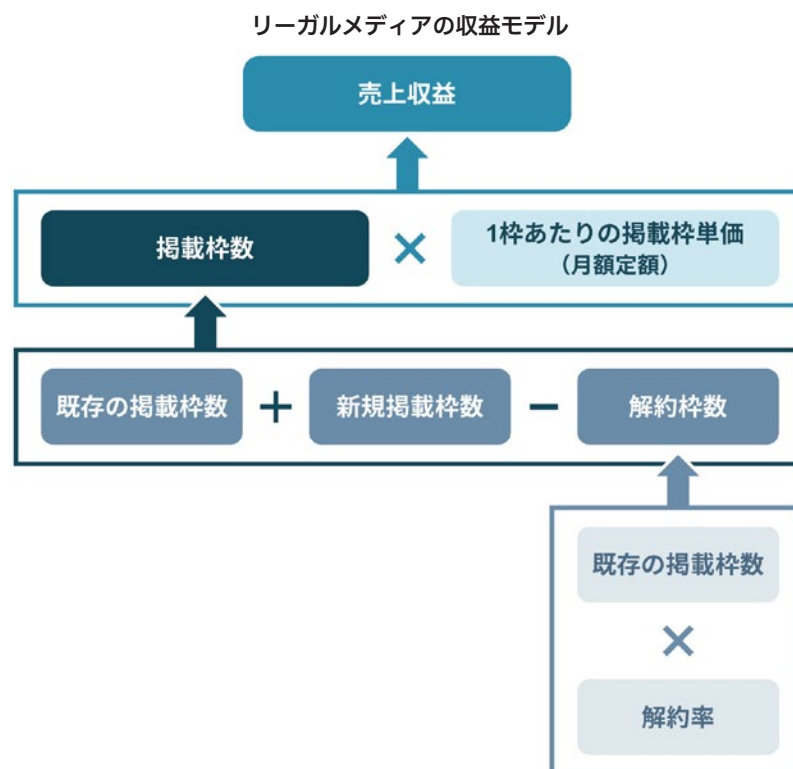 リーガルメディアの収益モデル
売上収益
掲載枠数
×
1枠あたりの掲載枠単価
（月額定額）
既存の掲載枠数
+
新規掲載枠数
−
解約枠数
既存の掲載枠数
×
解約率